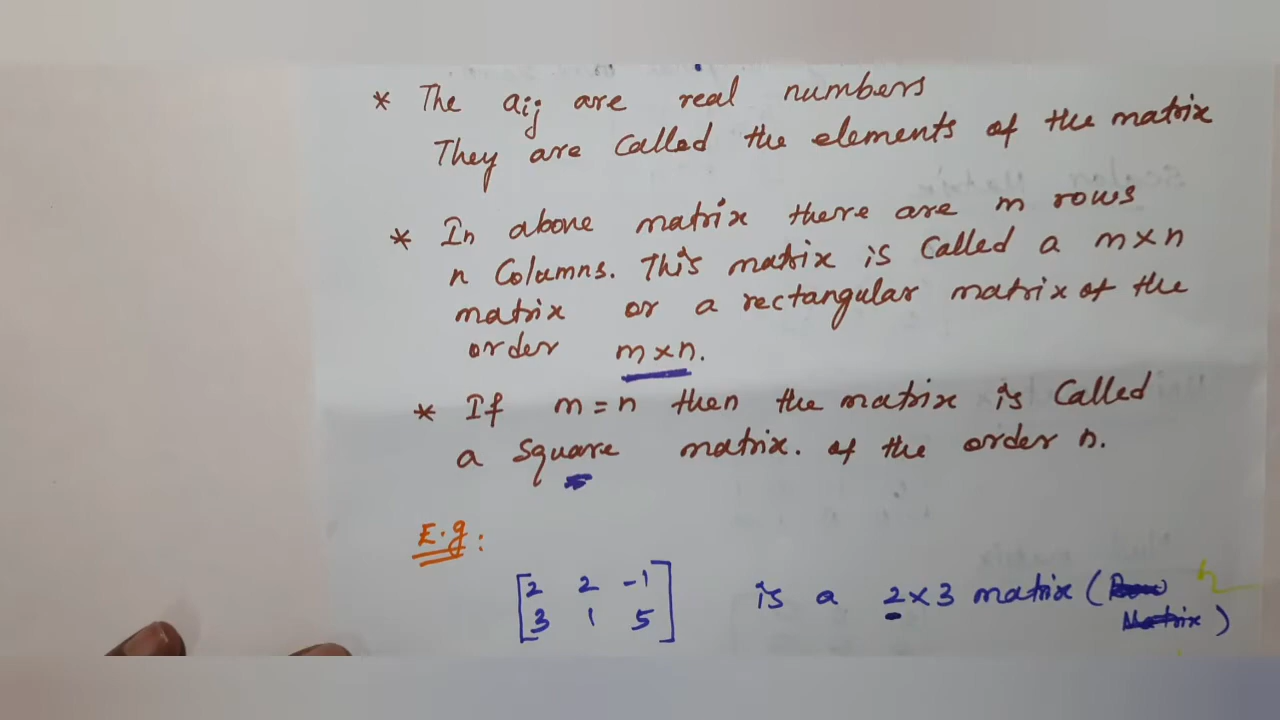 * The aij are real numbers
They are called the elements of the matrix
* In above matrix there are m rows
n Columns. This matrix is called a m×n
matrix or a rectangular matrix of the
order m×n.
* If m=n then the matrix is Called
a square matrix. of the order n.
E.g:
[2 2 -1
3 1 5] is a 2×3 matrix (Row
Matrix)